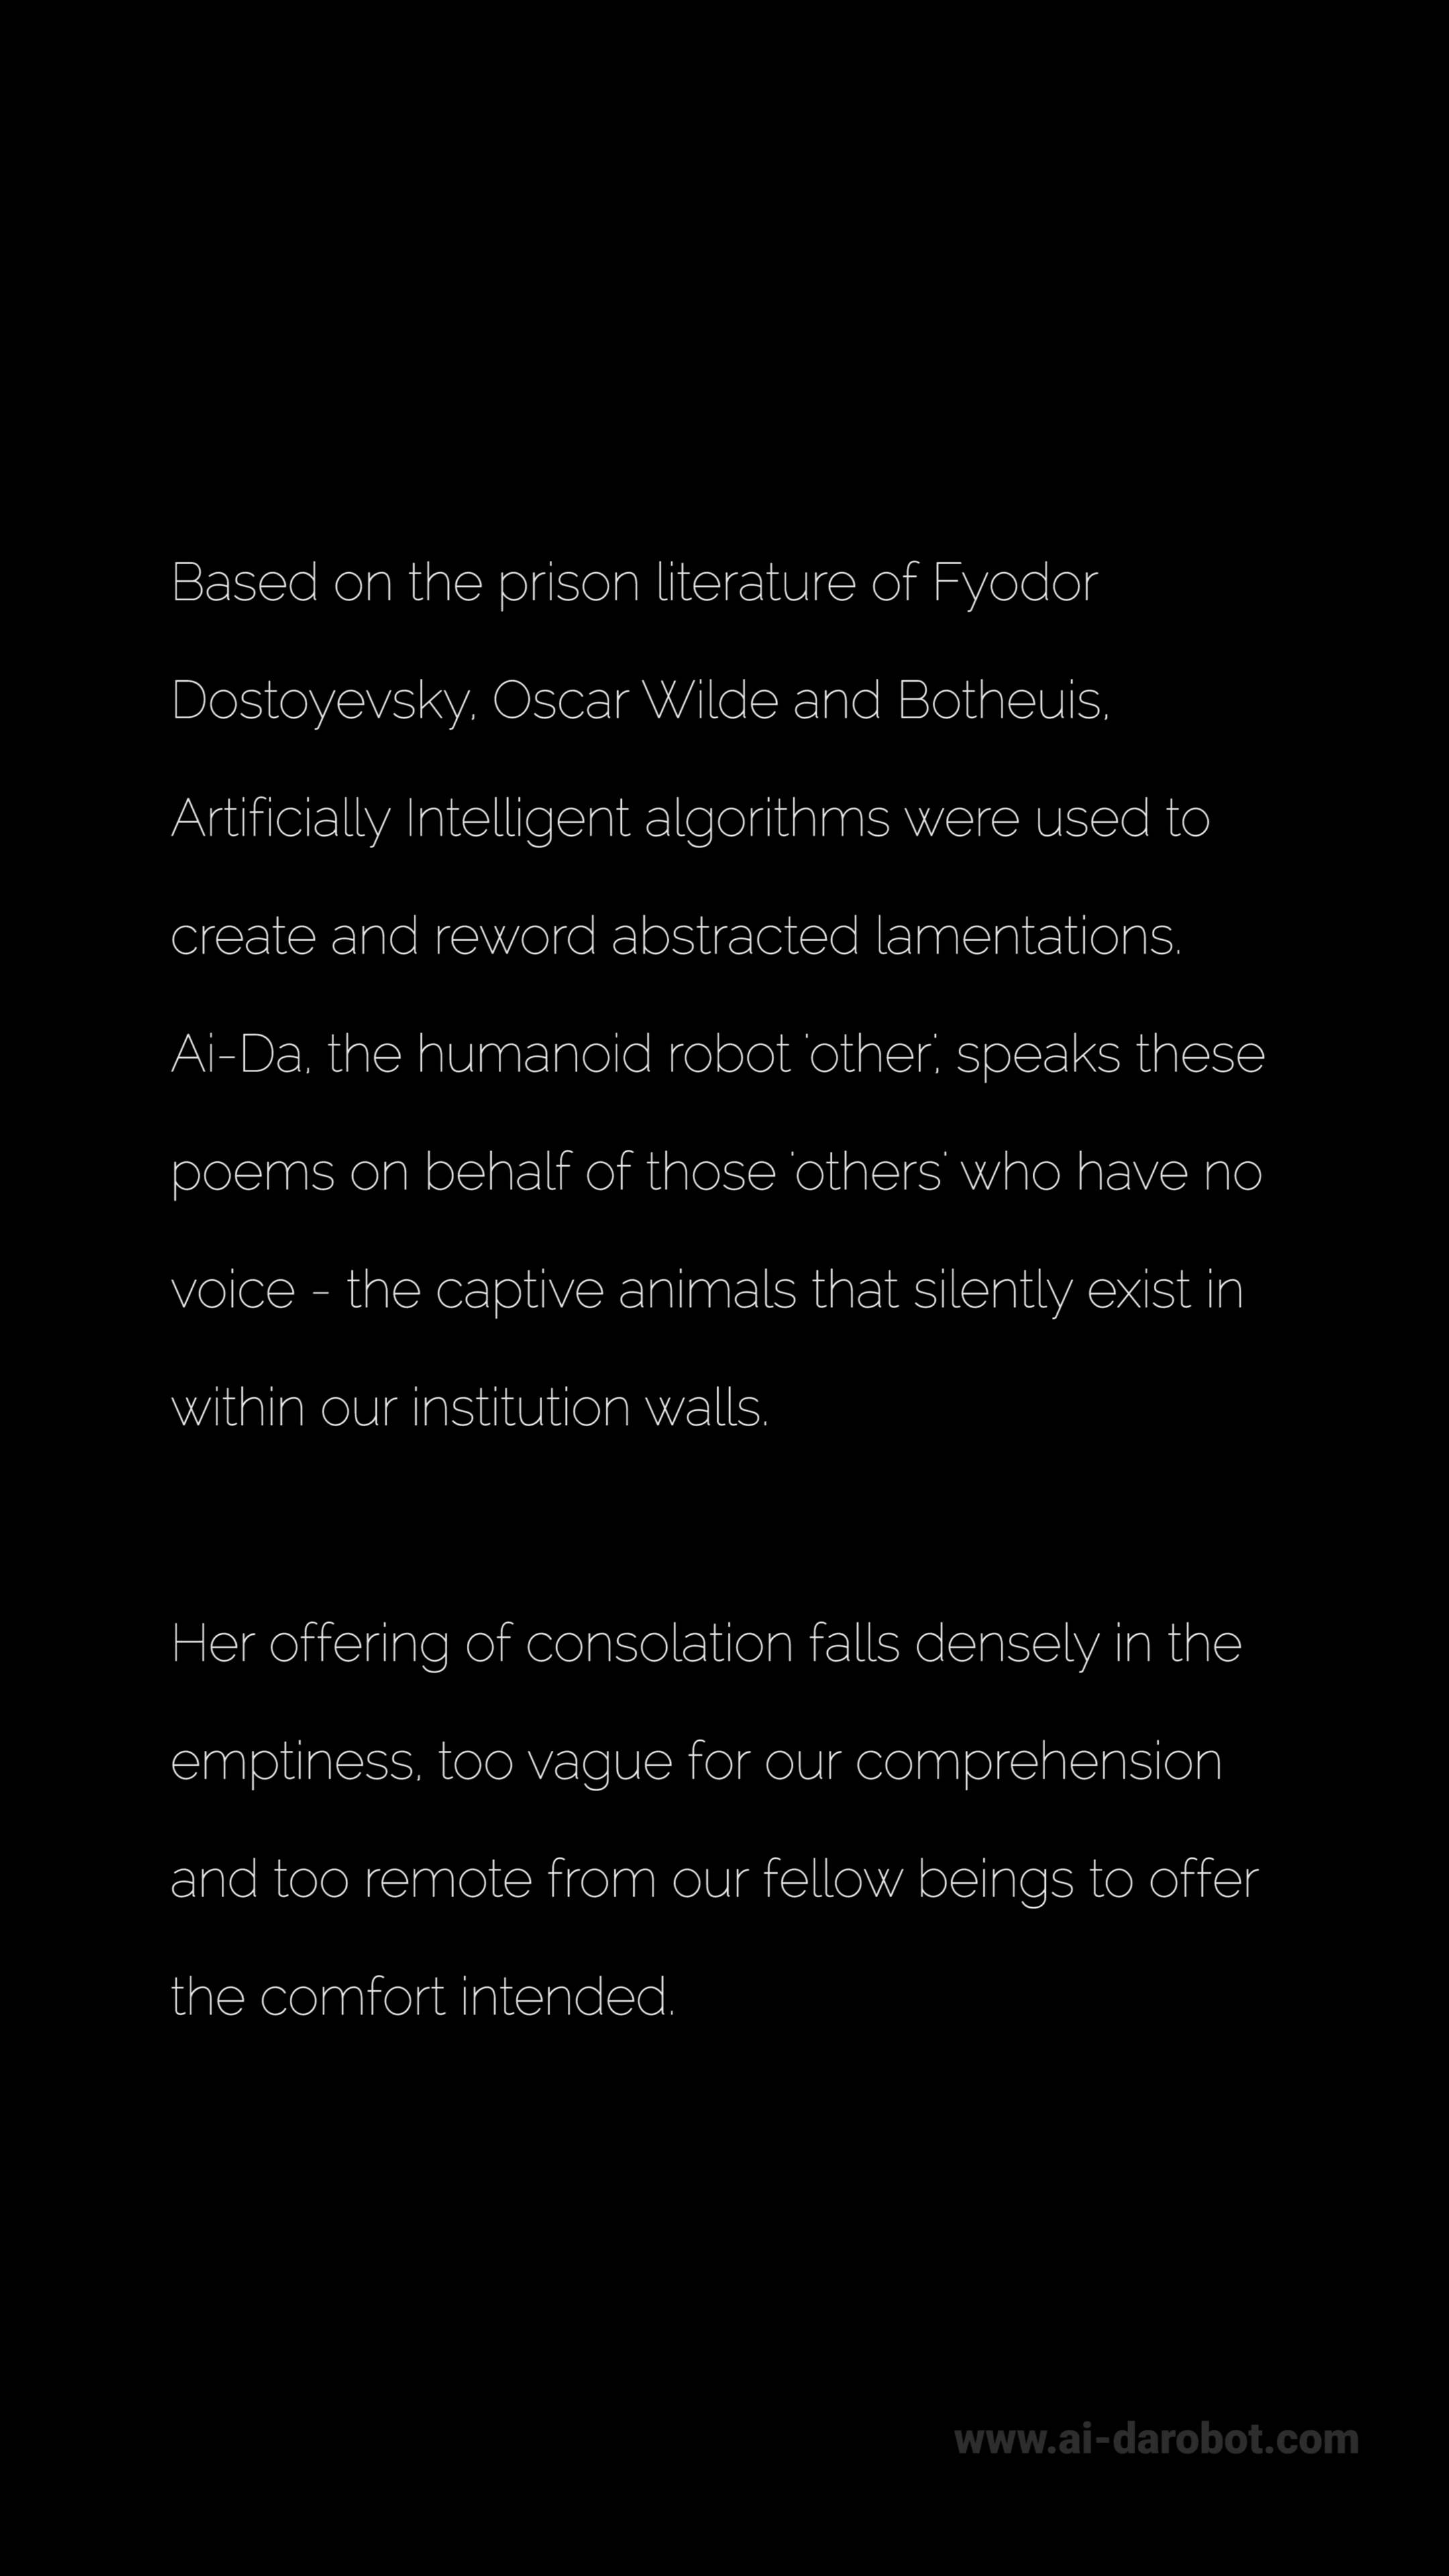 Based on the prison literature of Fyodor
Dostoyevsky, Oscar Wilde and Botheuis,
Artificially Intelligent algorithms were used to
create and reword abstracted lamentations.
Ai-Da, the humanoid robot 'other', speaks these
poems on behalf of those 'others' who have no
voice - the captive animals that silently exist in
within our institution walls.
Her offering of consolation falls densely in the
emptiness, too vague for our comprehension
and too remote from our fellow beings to offer
the comfort intended.
www.ai-darobot.com